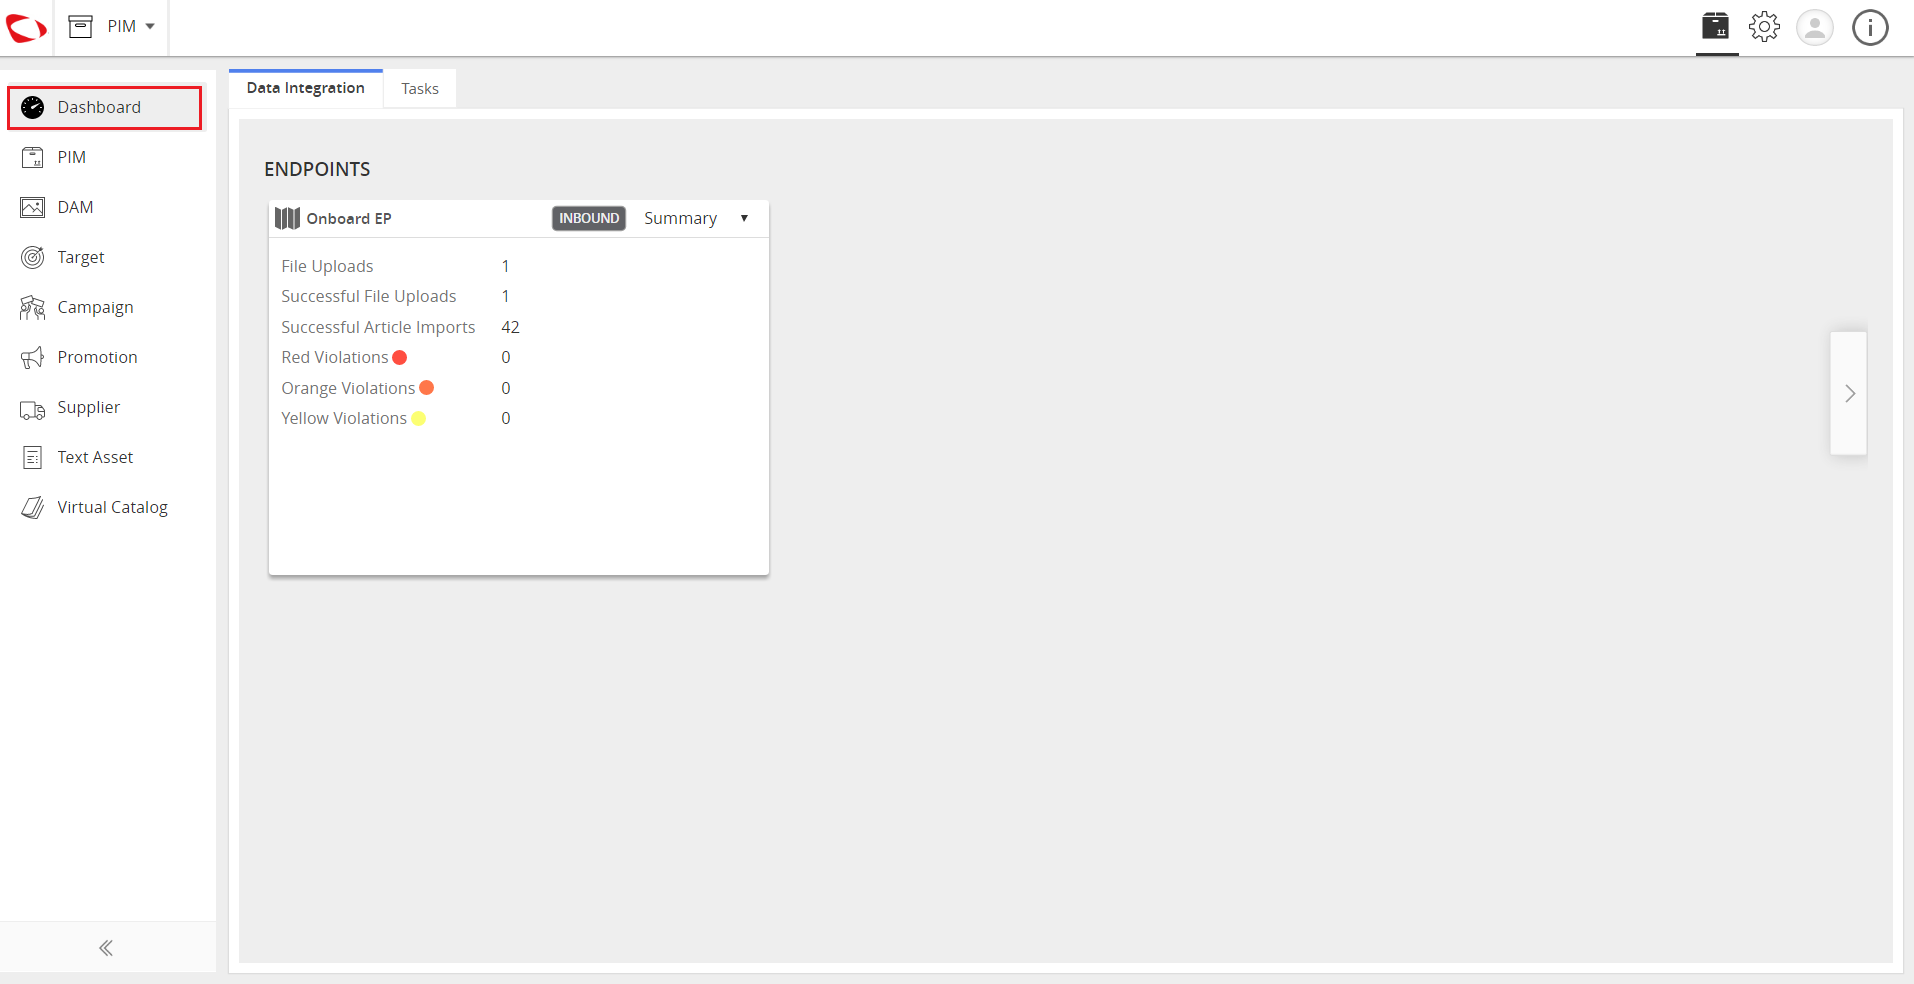 PIM
Dashboard
PIM
DAM
Target
Campaign
Promotion
Supplier
Text Asset
Virtual Catalog
Data Integration Tasks
ENDPOINTS
Onboard EP INBOUND Summary
File Uploads 1
Successful File Uploads 1
Successful Article Imports 42
Red Violations 0
Orange Violations 0
Yellow Violations 0